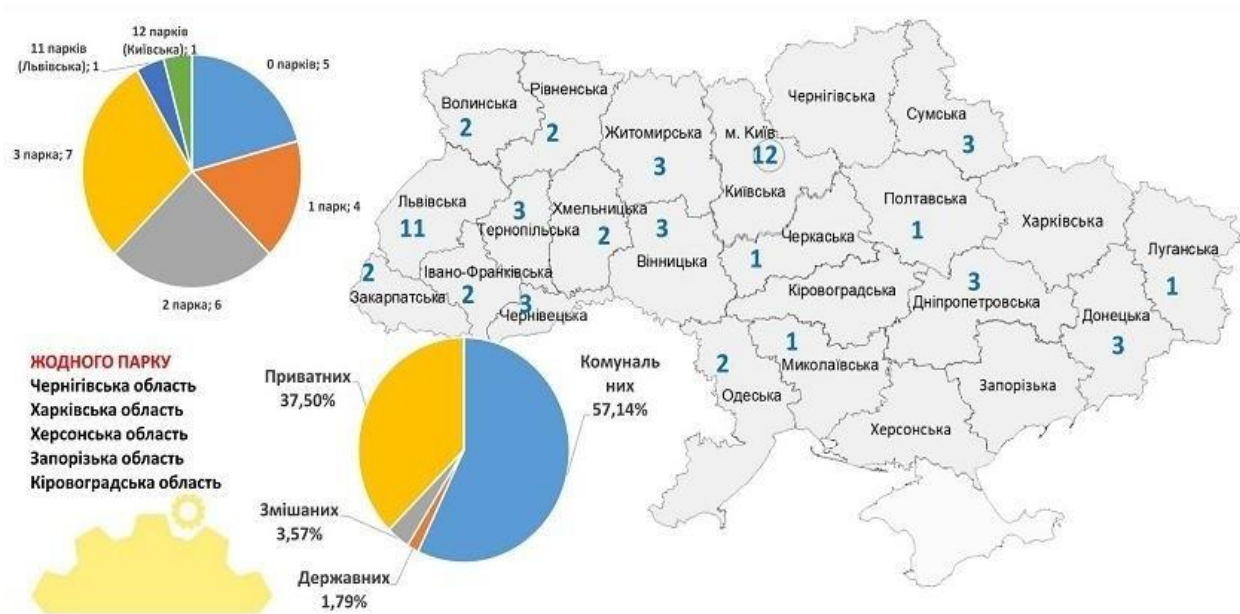 12 парків
(Київська); 1
11 парків
(Львівська); 1
0 парків; 5
3 парка; 7
1 парк; 4
2 парка; 6
Волинська
2
Рівненська
2
Житомирська
3
м. Київ
12
Київська
Чернігівська
Сумська
3
Львівська
11
Тернопільська
3
Хмельницька
2
Вінницька
3
Черкаська
1
Полтавська
1
Харківська
Луганська
1
Закарпатська
2
Івано-Франківська
2
Чернівецька
3
Кіровоградська
Дніпропетровська
3
Донецька
3
Одеська
2
Миколаївська
1
Запорізька
Херсонська
ЖОДНОГО ПАРКУ
Чернігівська область
Харківська область
Херсонська область
Запорізька область
Кіровоградська область
Приватних
37,50%
Комуналь
них
57,14%
Змішаних
3,57%
Державних
1,79%